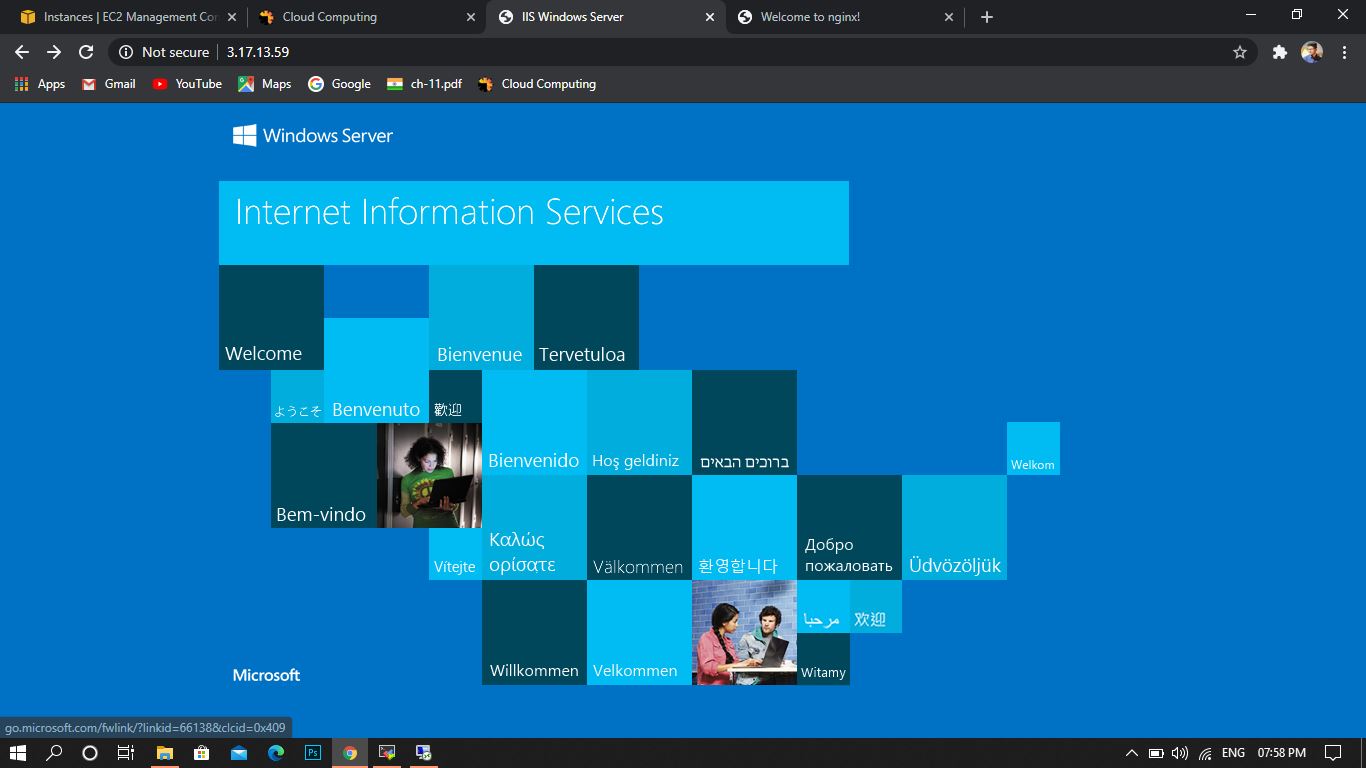 Instances | EC2 Management Con
Cloud Computing
IIS Windows Server
Welcome to nginx!
Not secure
3.17.13.59
Apps
Gmail
YouTube
Maps
Google
ch-11.pdf
Cloud Computing
Windows Server
Internet Information Services
Welcome
Bienvenue
Tervetuloa
ようこそ
Benvenuto
歡迎
Bienvenido
Hoş geldiniz
ברוכים הבאים
Welkom
Bem-vindo
Vítejte
Καλώς
ορίσατε
Välkommen
환영합니다
Добро
пожаловать
Üdvözöljük
Willkommen
Velkommen
مرحبا
欢迎
Witamy
Microsoft
go.microsoft.com/fwlink/?linkid=66138&clcid=0x409
Ps
ENG
07:58 PM